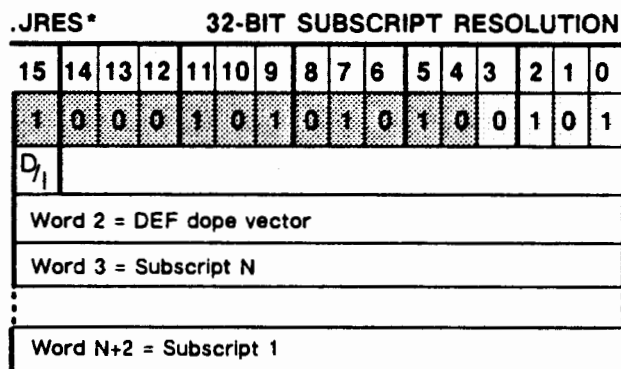 .JRES* 32-BIT SUBSCRIPT RESOLUTION
15 14 13 12 11 10 9 8 7 6 5 4 3 2 1 0
1 0 0 0 1 0 1 0 1 0 1 0 0 1 0 1
D/I
Word 2 = DEF dope vector
Word 3 = Subscript N
Word N+2 = Subscript 1